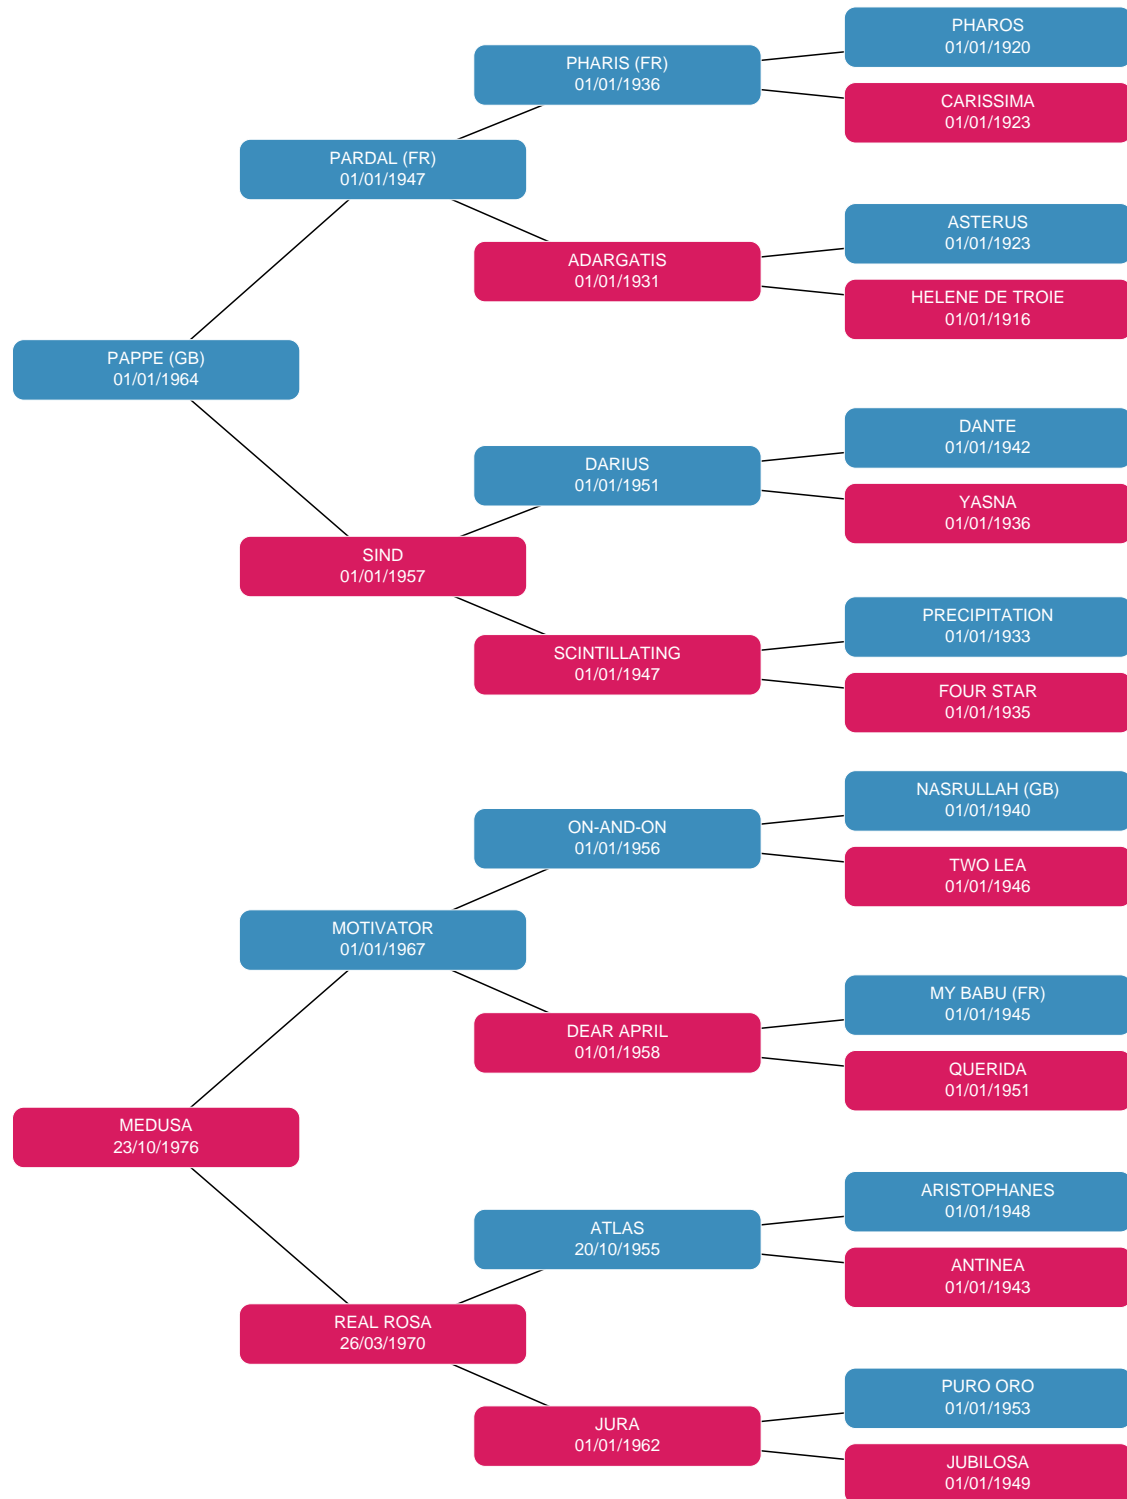 PHAROS
01/01/1920
PHARIS (FR)
01/01/1936
CARISSIMA
01/01/1923
PARDAL (FR)
01/01/1947
ASTERUS
01/01/1923
ADARGATIS
01/01/1931
HELENE DE TROIE
01/01/1916
PAPPE (GB)
01/01/1964
DANTE
01/01/1942
DARIUS
01/01/1951
YASNA
01/01/1936
SIND
01/01/1957
PRECIPITATION
01/01/1933
SCINTILLATING
01/01/1947
FOUR STAR
01/01/1935
NASRULLAH (GB)
01/01/1940
ON-AND-ON
01/01/1956
TWO LEA
01/01/1946
MOTIVATOR
01/01/1967
MY BABU (FR)
01/01/1945
DEAR APRIL
01/01/1958
QUERIDA
01/01/1951
MEDUSA
23/10/1976
ARISTOPHANES
01/01/1948
ATLAS
20/10/1955
ANTINEA
01/01/1943
REAL ROSA
26/03/1970
PURO ORO
01/01/1953
JURA
01/01/1962
JUBILOSA
01/01/1949